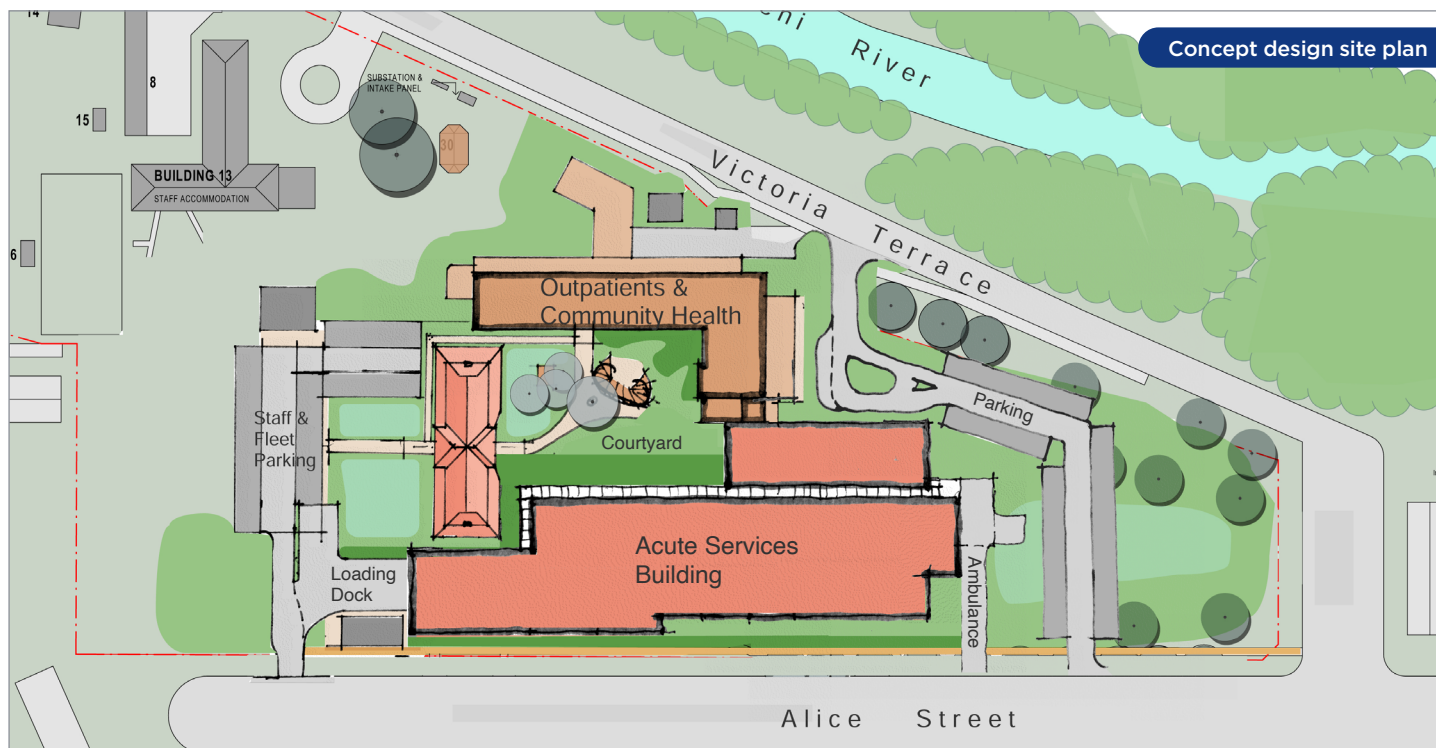 14
Concept design site plan
River
8
SUBSTATION &
INTAKE PANEL
15
30
BUILDING 13
STAFF ACCOMMODATION
Victoria Terrace
6
Outpatients &
Community Health
Staff &
Fleet
Parking
Parking
Courtyard
Acute Services
Building
Loading
Dock
Ambulance
Alice Street